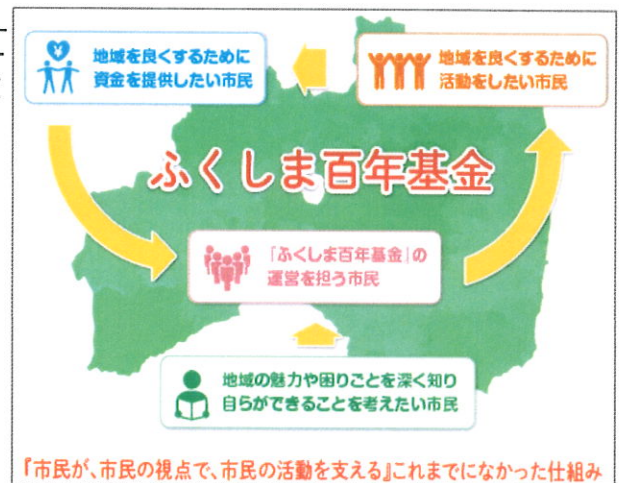 ¥
地域を良くするために
資金を提供したい市民
地域を良くするために
活動をしたい市民
ふくしま百年基金
「ふくしま百年基金」の
運営を担う市民
地域の魅力や困りごとを深く知り
自らができることを考えたい市民
『市民が、市民の視点で、市民の活動を支える』これまでになかった仕組み